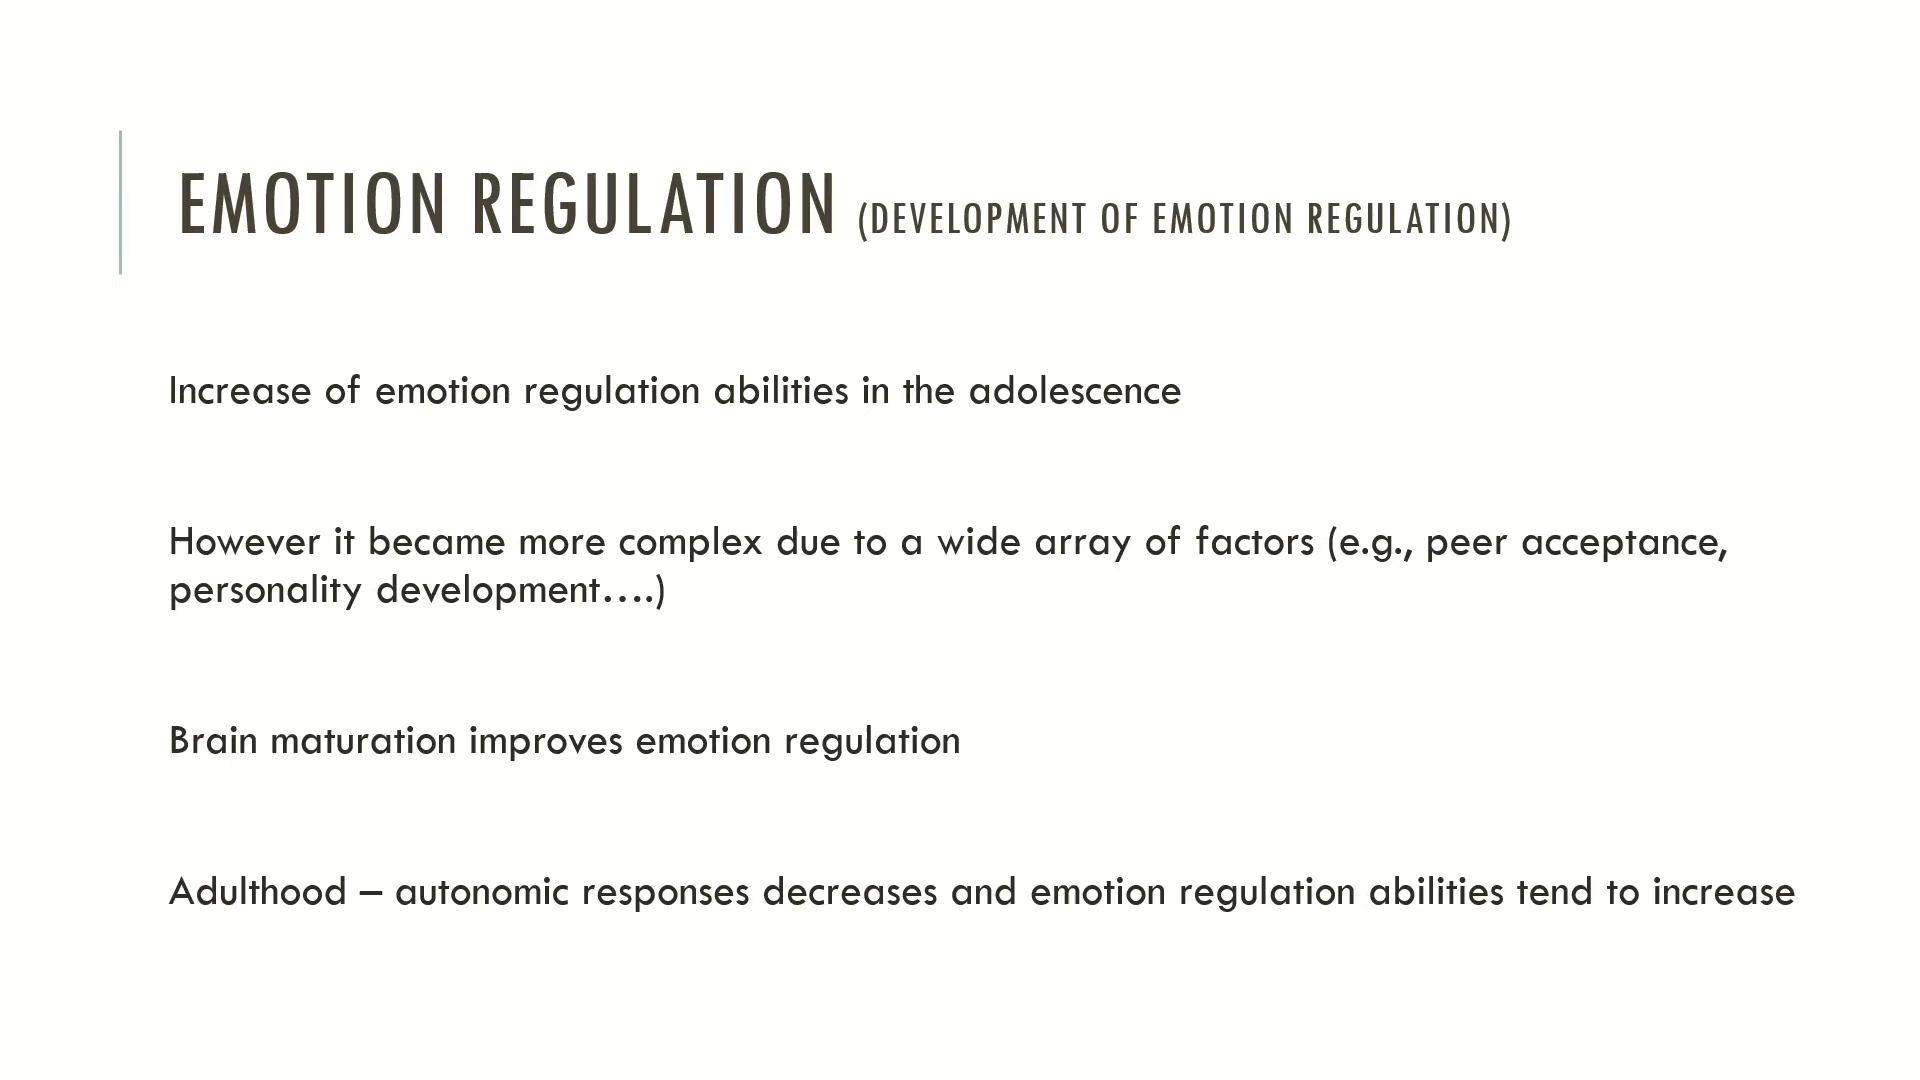 EMOTION REGULATION (DEVELOPMENT OF EMOTION REGULATION)
Increase of emotion regulation abilities in the adolescence
However it became more complex due to a wide array of factors (e.g., peer acceptance,
personality development….)
Brain maturation improves emotion regulation
Adulthood – autonomic responses decreases and emotion regulation abilities tend to increase